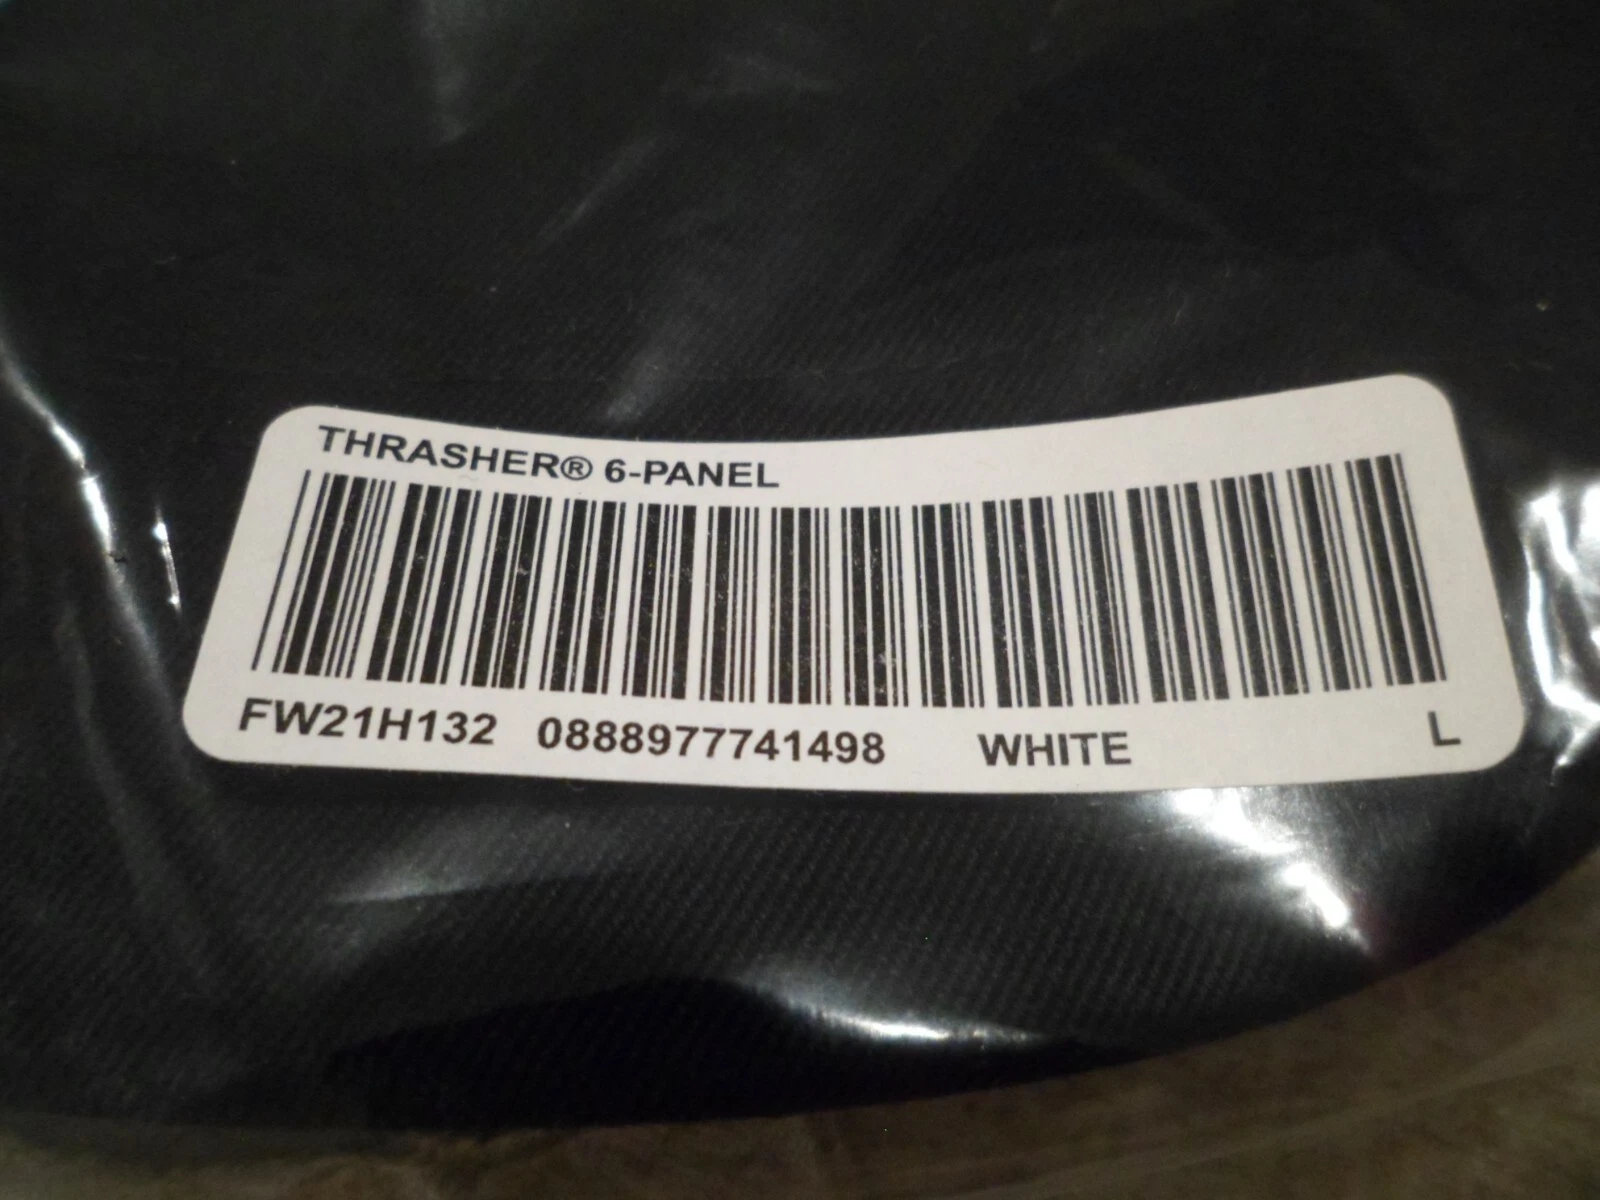 THRASHER® 6-PANEL
FW21H132 0888977741498 WHITE L